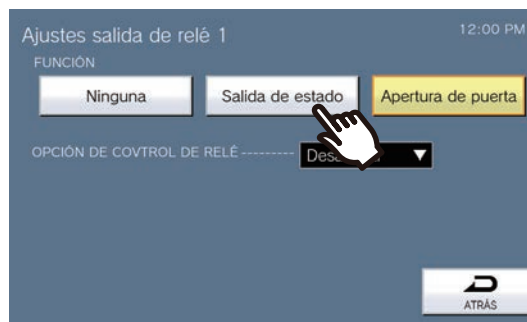 Ajustes salida de relé 1
12:00 PM
FUNCIÓN
Ninguna
Salida de estado
Apertura de puerta
OPCIÓN DE COVTROL DE RELÉ ---------
ATRÁS